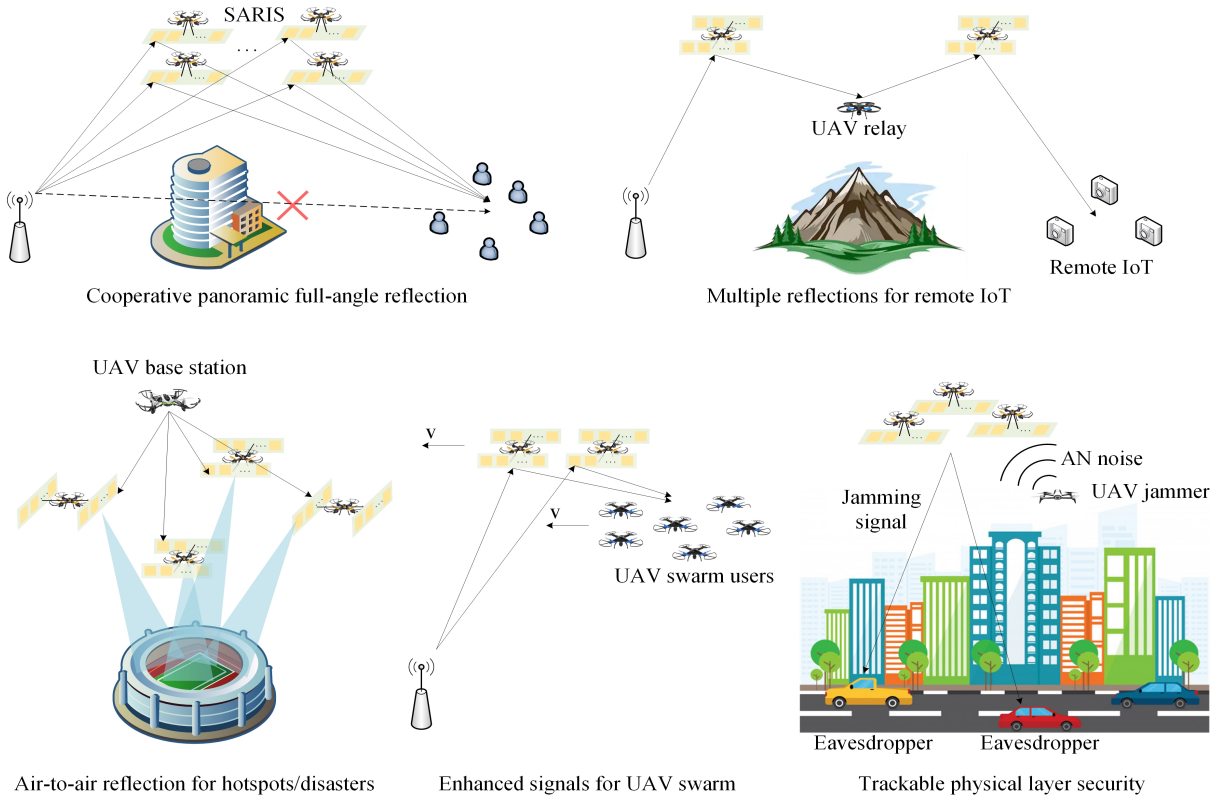 SARIS
...
UAV relay
Remote IoT
Cooperative panoramic full-angle reflection
Multiple reflections for remote IoT
UAV base station
V
V
UAV swarm users
AN noise
UAV jammer
Jamming
signal
Eavesdropper
Eavesdropper
Air-to-air reflection for hotspots/disasters
Enhanced signals for UAV swarm
Trackable physical layer security